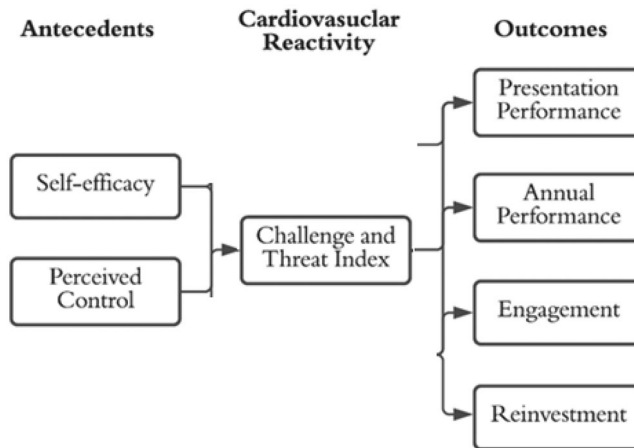 Antecedents
Cardiovasuclar
Reactivity
Outcomes
Self-efficacy
Perceived
Control
Challenge and
Threat Index
Presentation
Performance
Annual
Performance
Engagement
Reinvestment